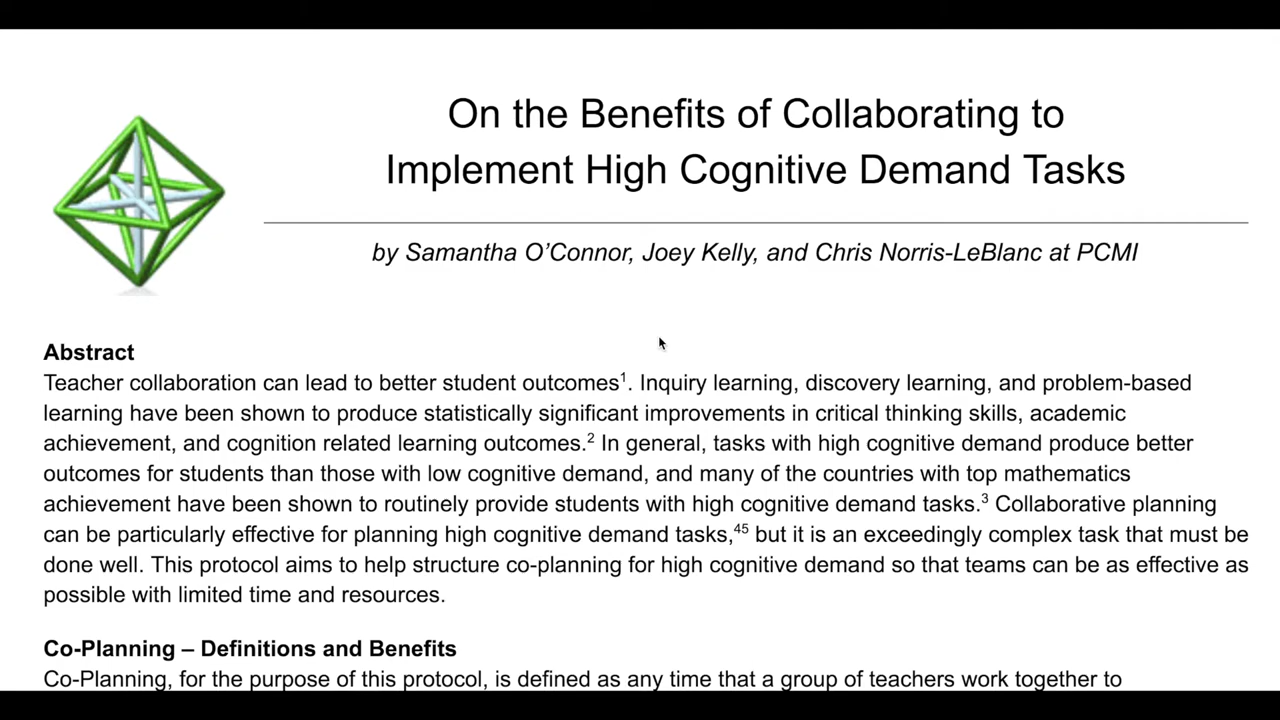 On the Benefits of Collaborating to
Implement High Cognitive Demand Tasks
by Samantha O’Connor, Joey Kelly, and Chris Norris-LeBlanc at PCMI
Abstract
Teacher collaboration can lead to better student outcomes¹. Inquiry learning, discovery learning, and problem-based
learning have been shown to produce statistically significant improvements in critical thinking skills, academic
achievement, and cognition related learning outcomes.² In general, tasks with high cognitive demand produce better
outcomes for students than those with low cognitive demand, and many of the countries with top mathematics
achievement have been shown to routinely provide students with high cognitive demand tasks.³ Collaborative planning
can be particularly effective for planning high cognitive demand tasks,⁴⁵ but it is an exceedingly complex task that must be
done well. This protocol aims to help structure co-planning for high cognitive demand so that teams can be as effective as
possible with limited time and resources.
Co-Planning – Definitions and Benefits
Co-Planning, for the purpose of this protocol, is defined as any time that a group of teachers work together to